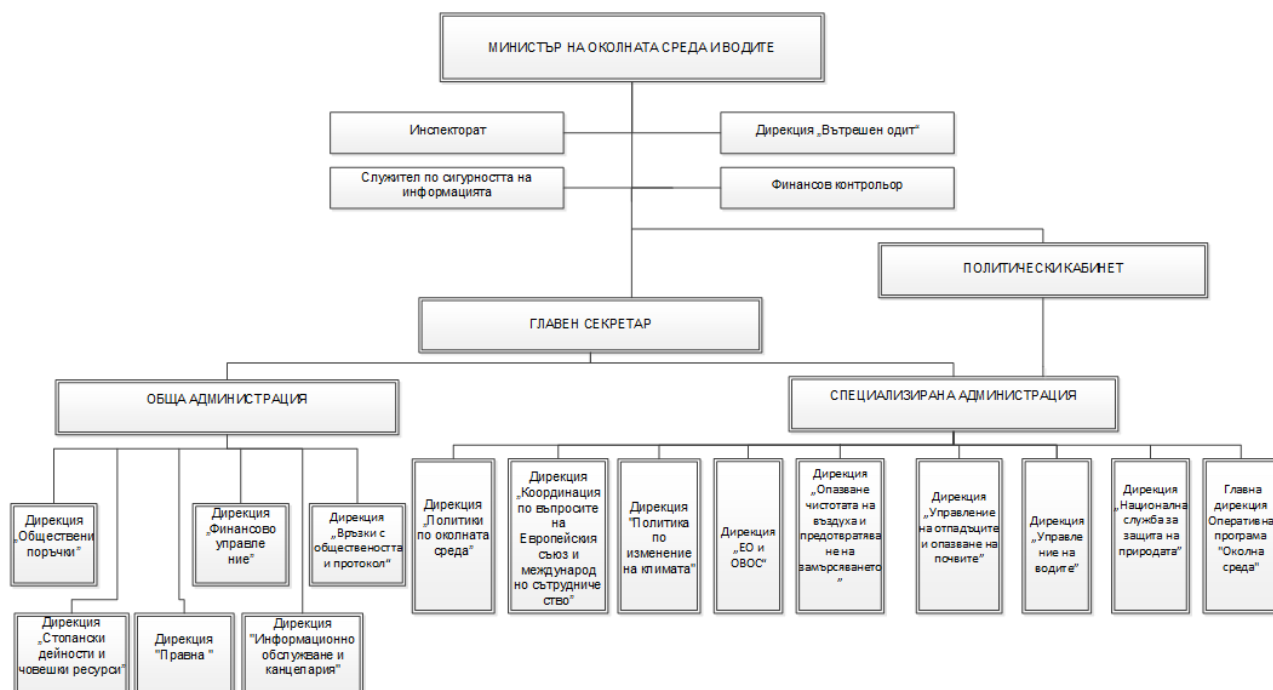 МИНИСТЪР НА ОКОЛНАТА СРЕДА И ВОДИТЕ
Инспекторат
Дирекция „Вътрешен одит“
Служител по сигурността на
информацията
Финансов контрольор
ПОЛИТИЧЕСКИ КАБИНЕТ
ГЛАВЕН СЕКРЕТАР
ОБЩА АДМИНИСТРАЦИЯ
СПЕЦИАЛИЗИРАНА АДМИНИСТРАЦИЯ
Дирекция
„Обществени
поръчки“
Дирекция
„Финансово
управле
ние“
Дирекция
„Връзки с
обществеността
и протокол“
Дирекция
„Политики
по околната
среда“
Дирекция
„Координация
по въпросите
на
Европейския
съюз и
международ
но сътрудниче
ство“
Дирекция
"Политика
по
изменение
на климата"
Дирекция
„ЕО и
ОВОС“
Дирекция
„Опазване
чистотата на
въздуха и
предотвратява
не на
замърсяването
“
Дирекция
„Управление
на отпадъците
и опазване на
почвите“
Дирекция
„Управле
ние на
водите“
Дирекция
„Национална
служба за
защита на
природата“
Главна
дирекция
Оперативна
програма
"Околна
среда"
Дирекция
„Стопански
дейности и
човешки ресурси“
Дирекция
"Правна "
Дирекция
"Информационно
обслужване и
канцелария"